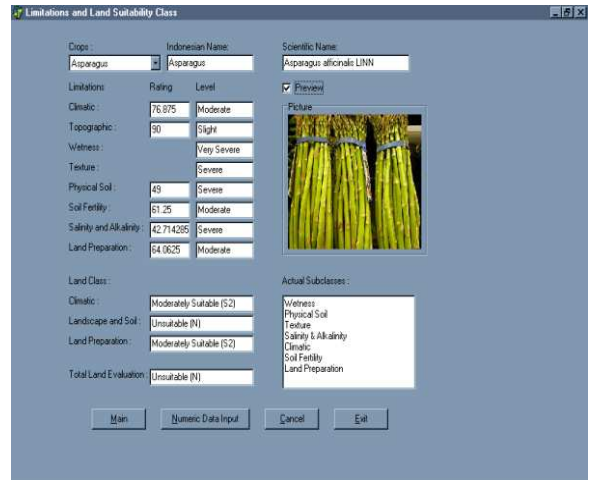 Limitations and Land Suitability Class
Crops : Indonesian Name: Scientific Name:
Asparagus Asparagus Asparagus afficinalis LINN
Limitations Rating Level Preview
Climatic : 76.875 Moderate Picture
Topographic : 90 Slight
Wetness : Very Severe
Texture : Severe
Physical Soil : 49 Severe
Soil Fertility : 61.25 Moderate
Salinity and Alkalinity : 42.714285 Severe
Land Preparation : 64.0625 Moderate
Land Class : Actual Subclasses :
Climatic : Moderately Suitable (S2)
Landscape and Soil : Unsuitable (N)
Land Preparation : Moderately Suitable (S2)
Total Land Evaluation : Unsuitable (N)
Wetness
Physical Soil
Texture
Salinity & Alkalinity
Climatic
Soil Fertility
Land Preparation
Main Numeric Data Input Cancel Exit